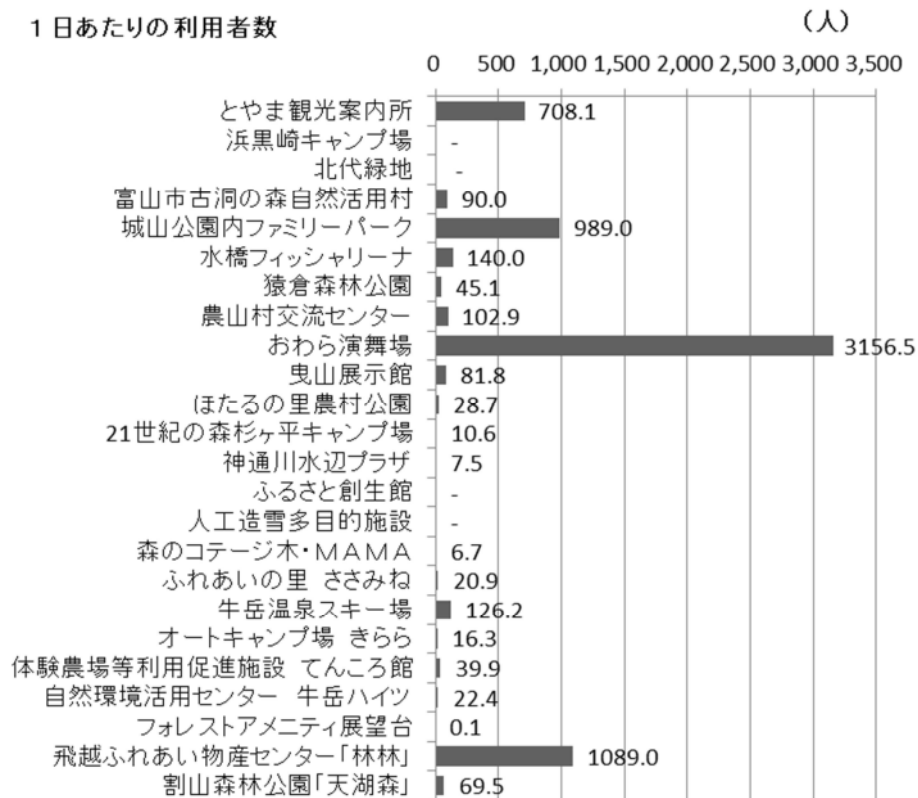 1日あたりの利用者数
(人)
0 500 1,000 1,500 2,000 2,500 3,000 3,500
とやま観光案内所 708.1
浜黒崎キャンプ場 -
北代緑地 -
富山市古洞の森自然活用村 90.0
城山公園内ファミリーパーク 989.0
水橋フィッシャリーナ 140.0
猿倉森林公園 45.1
農山村交流センター 102.9
おわら演舞場 3156.5
曳山展示館 81.8
ほたるの里農村公園 28.7
21世紀の森杉ヶ平キャンプ場 10.6
神通川水辺プラザ 7.5
ふるさと創生館 -
人工造雪多目的施設 -
森のコテージ木・MAMA 6.7
ふれあいの里 ささみね 20.9
牛岳温泉スキー場 126.2
オートキャンプ場 きらら 16.3
体験農場等利用促進施設 てんころ館 39.9
自然環境活用センター 牛岳ハイツ 22.4
フォレストアメニティ展望台 0.1
飛越ふれあい物産センター「林林」 1089.0
割山森林公園「天湖森」 69.5